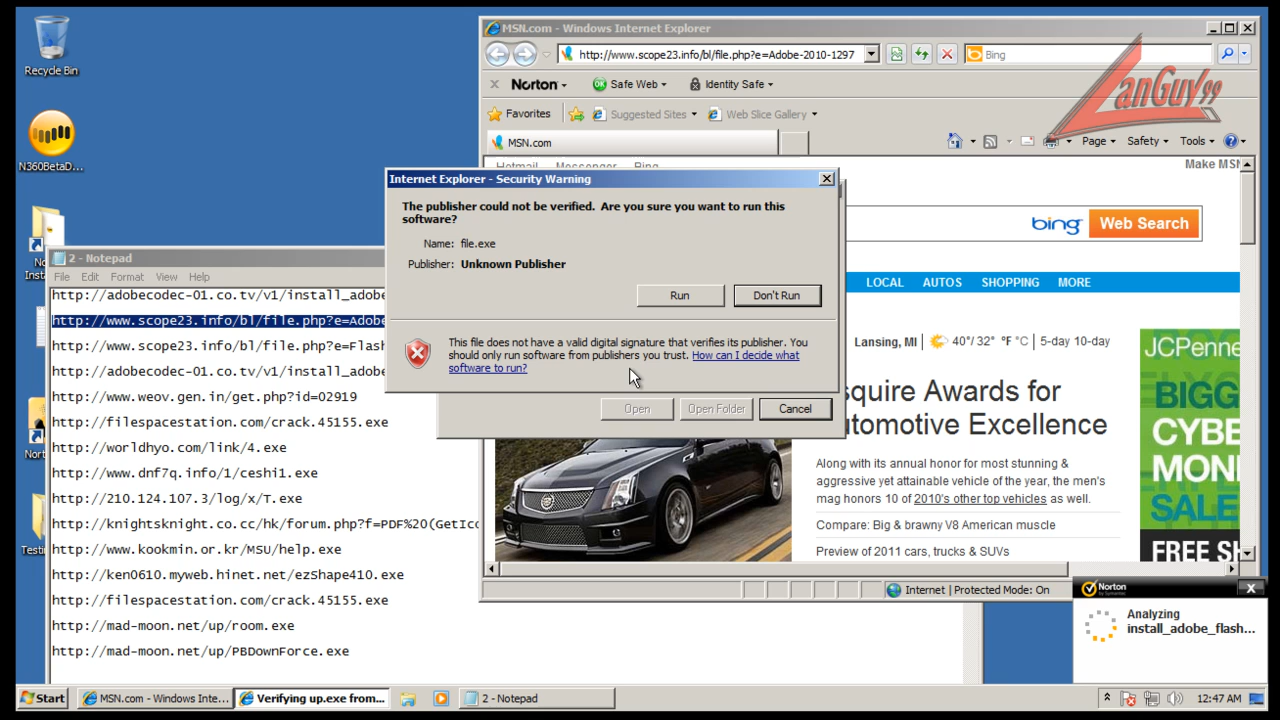 Recycle Bin
N360BetaD...
MSN.com - Windows Internet Explorer
http://www.scope23.info/bl/file.php?e=Adobe-2010-1297
Bing
LanGuy99
x Norton
OK Safe Web
Identity Safe
Favorites
Suggested Sites
Web Slice Gallery
MSN.com
Page
Safety
Tools
Hotmail Messenger Bing
Make MSN
bing
Web Search
LOCAL AUTOS SHOPPING MORE
Lansing, MI
40°/32° °F °C
5-day 10-day
Internet Explorer - Security Warning
The publisher could not be verified. Are you sure you want to run this
software?
Name: file.exe
Publisher: Unknown Publisher
Run
Don't Run
This file does not have a valid digital signature that verifies its publisher. You
should only run software from publishers you trust. How can I decide what
software to run?
Open
Open Folder
Cancel
2 - Notepad
File Edit Format View Help
http://adobecodec-01.co.tv/v1/install_adobe
http://www.scope23.info/bl/file.php?e=Adobe
http://www.scope23.info/bl/file.php?e=Flash
http://www.weov.gen.in/get.php?id=02919
http://filespacestation.com/crack.45155.exe
http://worldhyo.com/link/4.exe
http://www.dnf7q.info/1/ceshi1.exe
http://210.124.107.3/log/x/T.exe
http://knightsknight.co.cc/hk/forum.php?f=PDF%20(GetIco
http://www.kookmin.or.kr/MSU/help.exe
http://ken0610.myweb.hinet.net/ezShape410.exe
http://filespacestation.com/crack.45155.exe
http://mad-moon.net/up/room.exe
http://mad-moon.net/up/PBDownForce.exe
squire Awards for
utomotive Excellence
Along with its annual honor for most stunning &
aggressive yet attainable vehicle of the year, the men's
mag honors 10 of 2010's other top vehicles as well.
Compare: Big & brawny V8 American muscle
Preview of 2011 cars, trucks & SUVs
JCPenne
BIGG
CYBE
MON
SALE
FREE SH
Internet | Protected Mode: On
Norton
by Symantec
Analyzing
install_adobe_flash...
Start
MSN.com - Windows Inte...
Verifying up.exe from...
2 - Notepad
12:47 AM